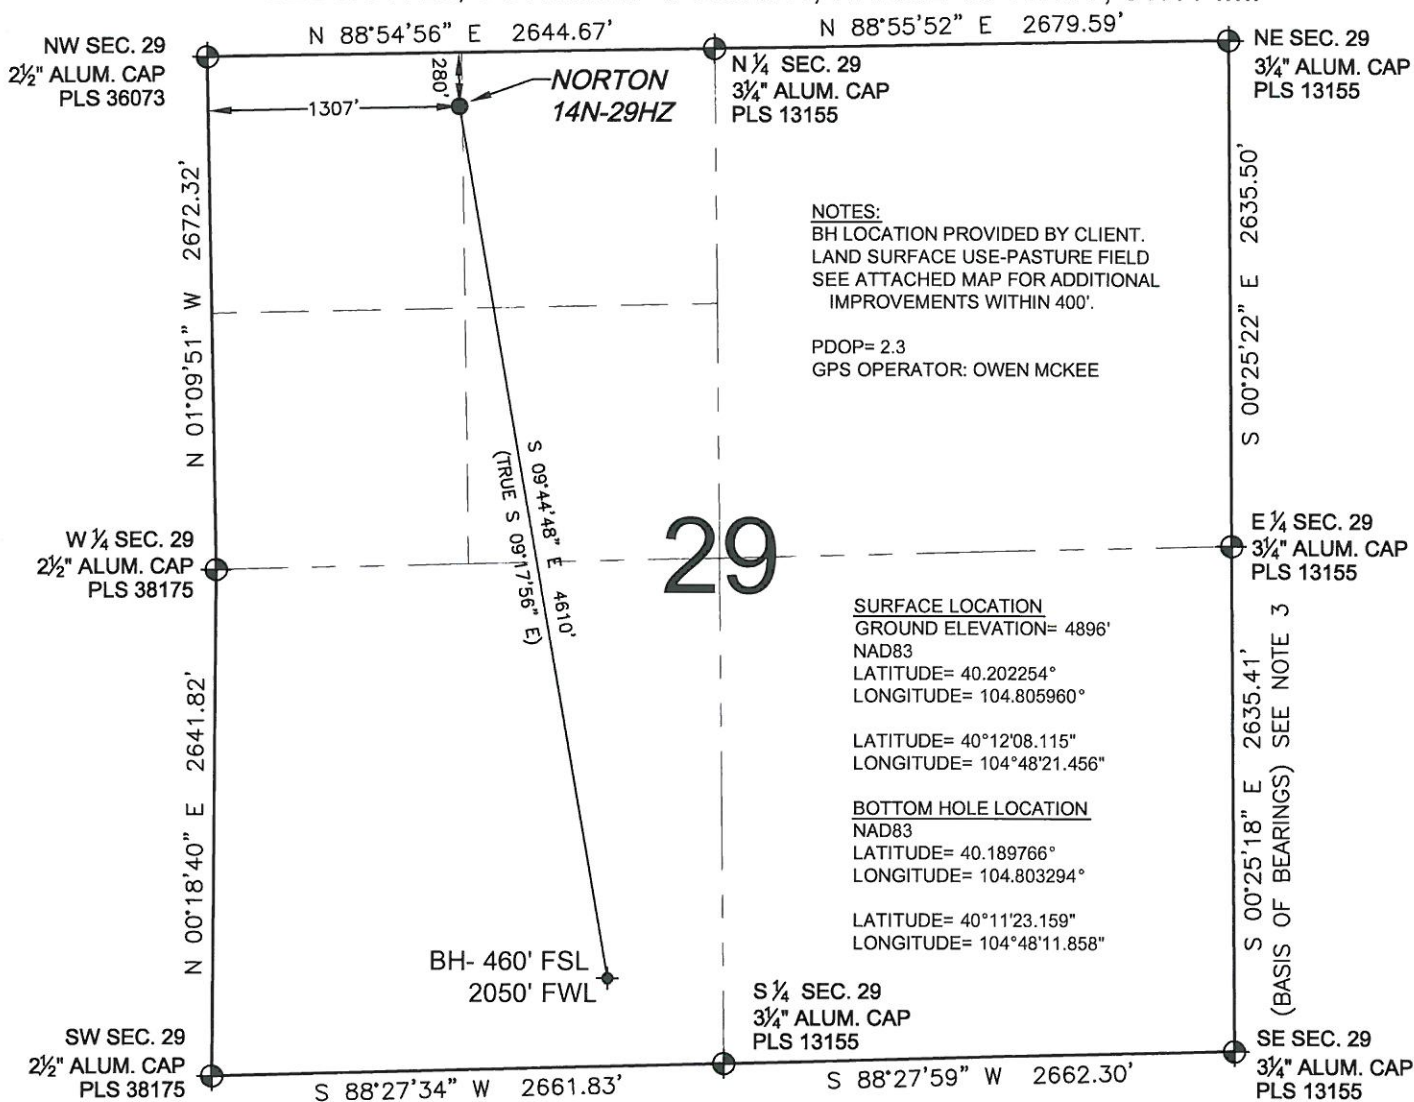 N 88°54'56" E 2644.67'
N 88°55'52" E 2679.59'
NW SEC. 29
2½" ALUM. CAP
PLS 36073
280'
1307'
NORTON
14N-29HZ
N ¼ SEC. 29
3¼" ALUM. CAP
PLS 13155
NE SEC. 29
3¼" ALUM. CAP
PLS 13155
N 01°09'51" W 2672.32'
S 00°25'22" E 2635.50'
NOTES:
BH LOCATION PROVIDED BY CLIENT.
LAND SURFACE USE-PASTURE FIELD
SEE ATTACHED MAP FOR ADDITIONAL
IMPROVEMENTS WITHIN 400'.
PDOP= 2.3
GPS OPERATOR: OWEN MCKEE
S 09°44'48" E 4610'
(TRUE S 09°17'56" E)
29
W ¼ SEC. 29
2½" ALUM. CAP
PLS 38175
E ¼ SEC. 29
3¼" ALUM. CAP
PLS 13155
SURFACE LOCATION
GROUND ELEVATION= 4896'
NAD83
LATITUDE= 40.202254°
LONGITUDE= 104.805960°
LATITUDE= 40°12'08.115"
LONGITUDE= 104°48'21.456"
BOTTOM HOLE LOCATION
NAD83
LATITUDE= 40.189766°
LONGITUDE= 104.803294°
LATITUDE= 40°11'23.159"
LONGITUDE= 104°48'11.858"
N 00°18'40" E 2641.82'
S 00°25'18" E 2635.41'
(BASIS OF BEARINGS) SEE NOTE 3
BH- 460' FSL
2050' FWL
S ¼ SEC. 29
3¼" ALUM. CAP
PLS 13155
SW SEC. 29
2½" ALUM. CAP
PLS 38175
SE SEC. 29
3¼" ALUM. CAP
PLS 13155
S 88°27'34" W 2661.83'
S 88°27'59" W 2662.30'